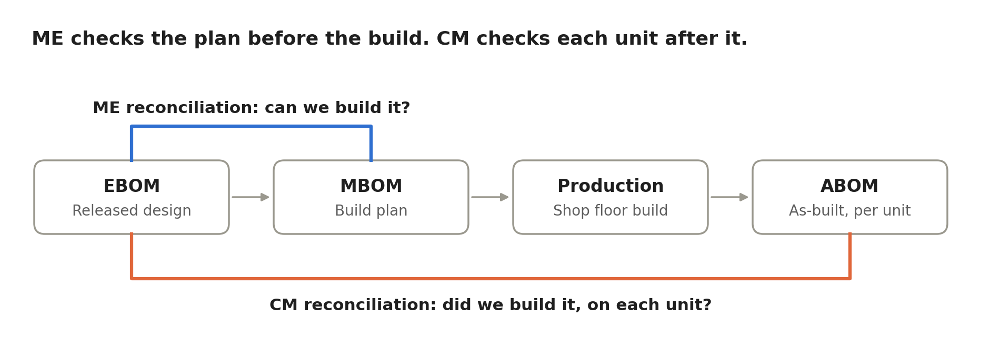 ME checks the plan before the build. CM checks each unit after it.
ME reconciliation: can we build it?
EBOM
Released design
MBOM
Build plan
Production
Shop floor build
ABOM
As-built, per unit
CM reconciliation: did we build it, on each unit?